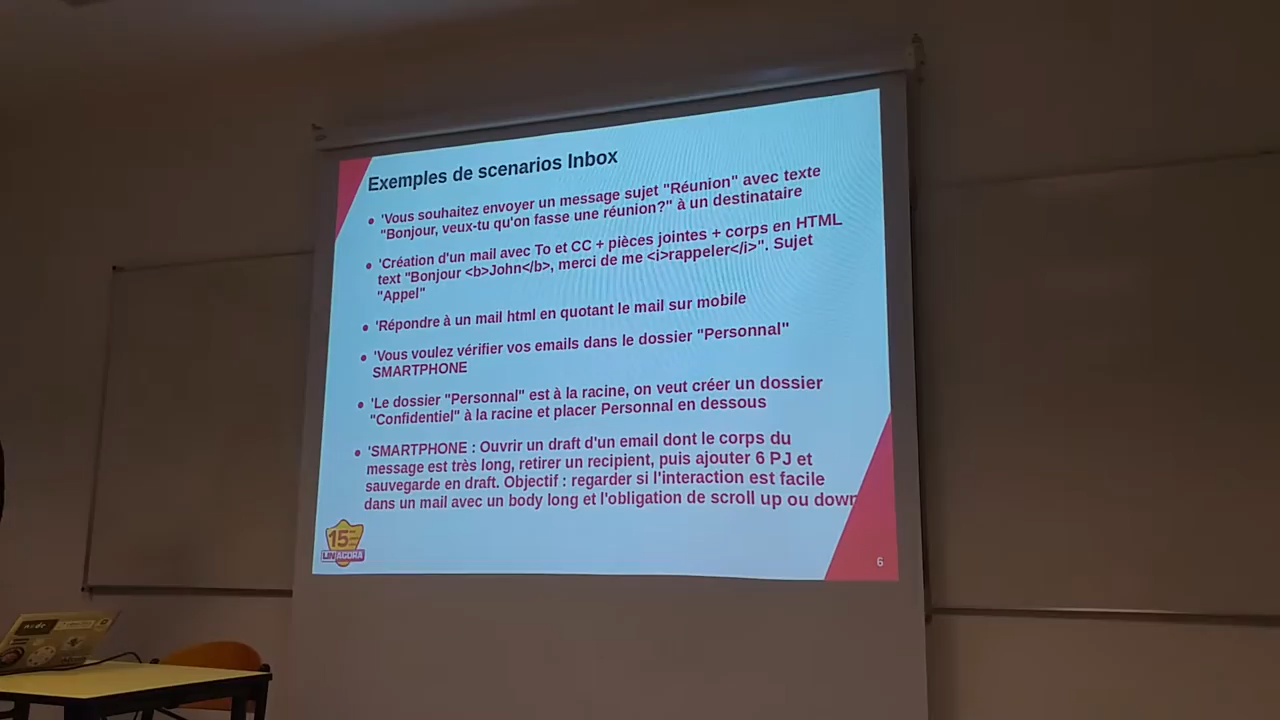 Exemples de scenarios Inbox
'Vous souhaitez envoyer un message sujet "Réunion" avec texte
"Bonjour, veux-tu qu'on fasse une réunion?" à un destinataire
'Création d'un mail avec To et CC + pièces jointes + corps en HTML
text "Bonjour <b>John</b>, merci de me <i>rappeler</i>". Sujet
"Appel"
'Répondre à un mail html en quotant le mail sur mobile
'Vous voulez vérifier vos emails dans le dossier "Personnal"
SMARTPHONE
'Le dossier "Personnal" est à la racine, on veut créer un dossier
"Confidentiel" à la racine et placer Personnal en dessous
'SMARTPHONE : Ouvrir un draft d'un email dont le corps du
message est très long, retirer un recipient, puis ajouter 6 PJ et
sauvegarde en draft. Objectif : regarder si l'interaction est facile
dans un mail avec un body long et l'obligation de scroll up ou down
15
LINAGORA
6